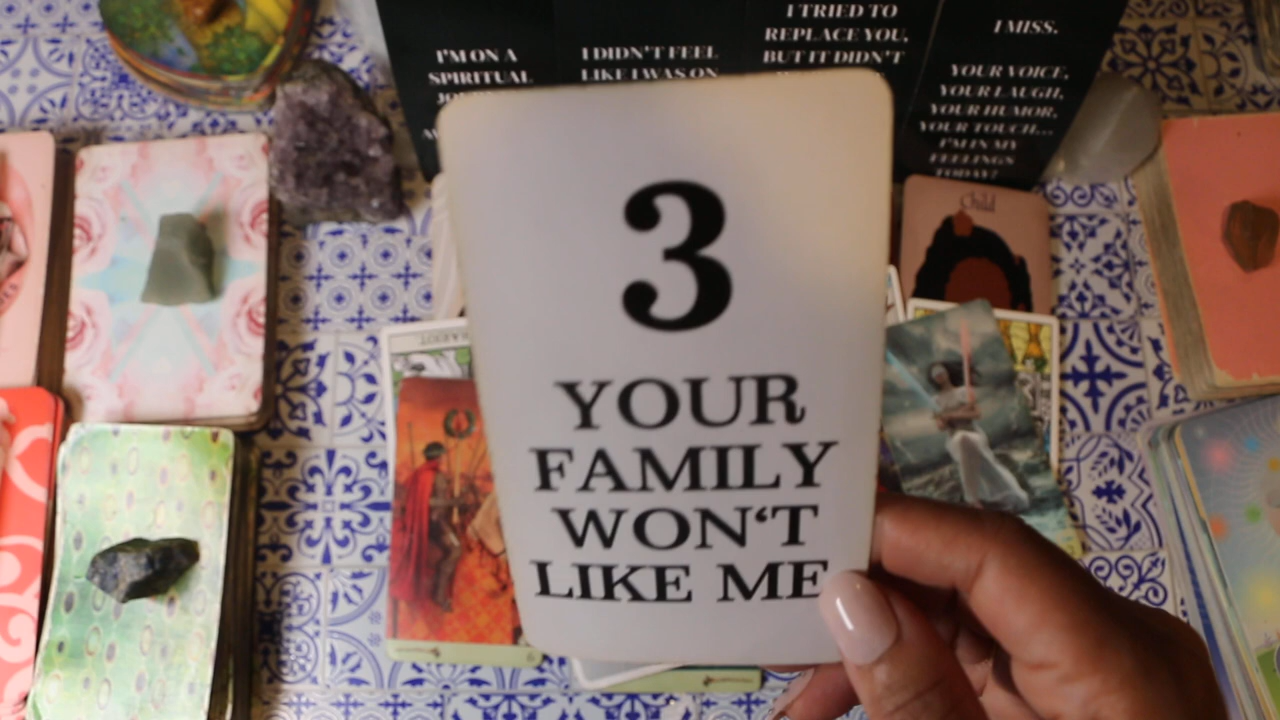 I'M ON A
SPIRITUAL
I DIDN'T FEEL
LIKE I WAS ON
I TRIED TO
REPLACE YOU,
BUT IT DIDN'T
I MISS.
YOUR VOICE,
YOUR LAUGH,
YOUR HUMOR,
YOUR TOUCH...
I'M IN MY
FEELINGS
TODAY!
Child
3
YOUR
FAMILY
WON'T
LIKE ME